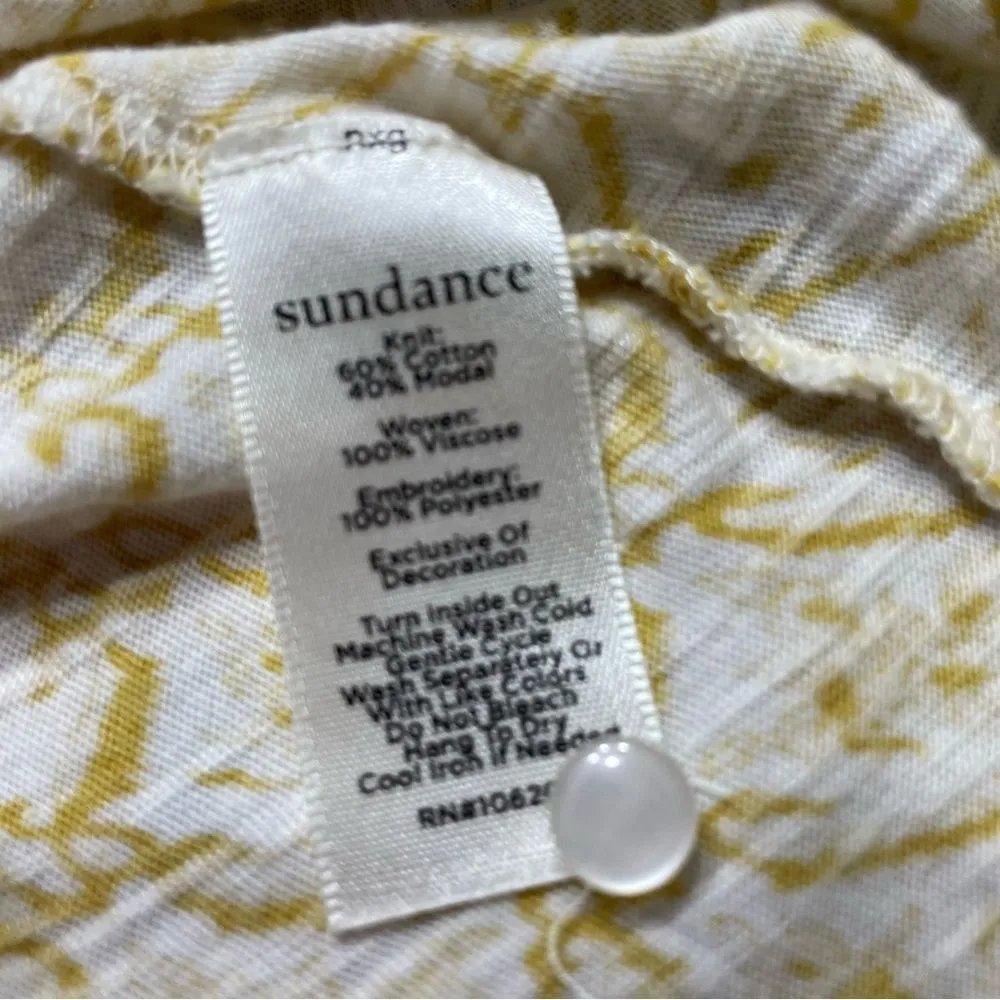 nxg
sundance
Knit:
60% Cotton
40% Modal
Woven:
100% Viscose
Embroidery:
100% Polyester
Exclusive Of
Decoration
Turn Inside Out
Machine Wash Cold
Gentle Cycle
Wash Separately Or
With Like Colors
Do Not Bleach
Hang To Dry
Cool Iron If Needed
RN#10620